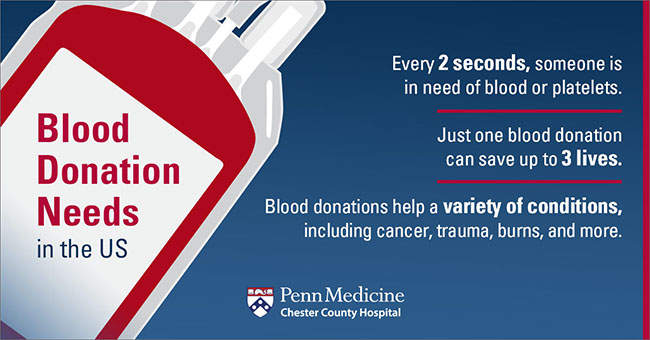 Blood
Donation
Needs
in the US
Every 2 seconds, someone is
in need of blood or platelets.
Just one blood donation
can save up to 3 lives.
Blood donations help a variety of conditions,
including cancer, trauma, burns, and more.
Penn Medicine
Chester County Hospital